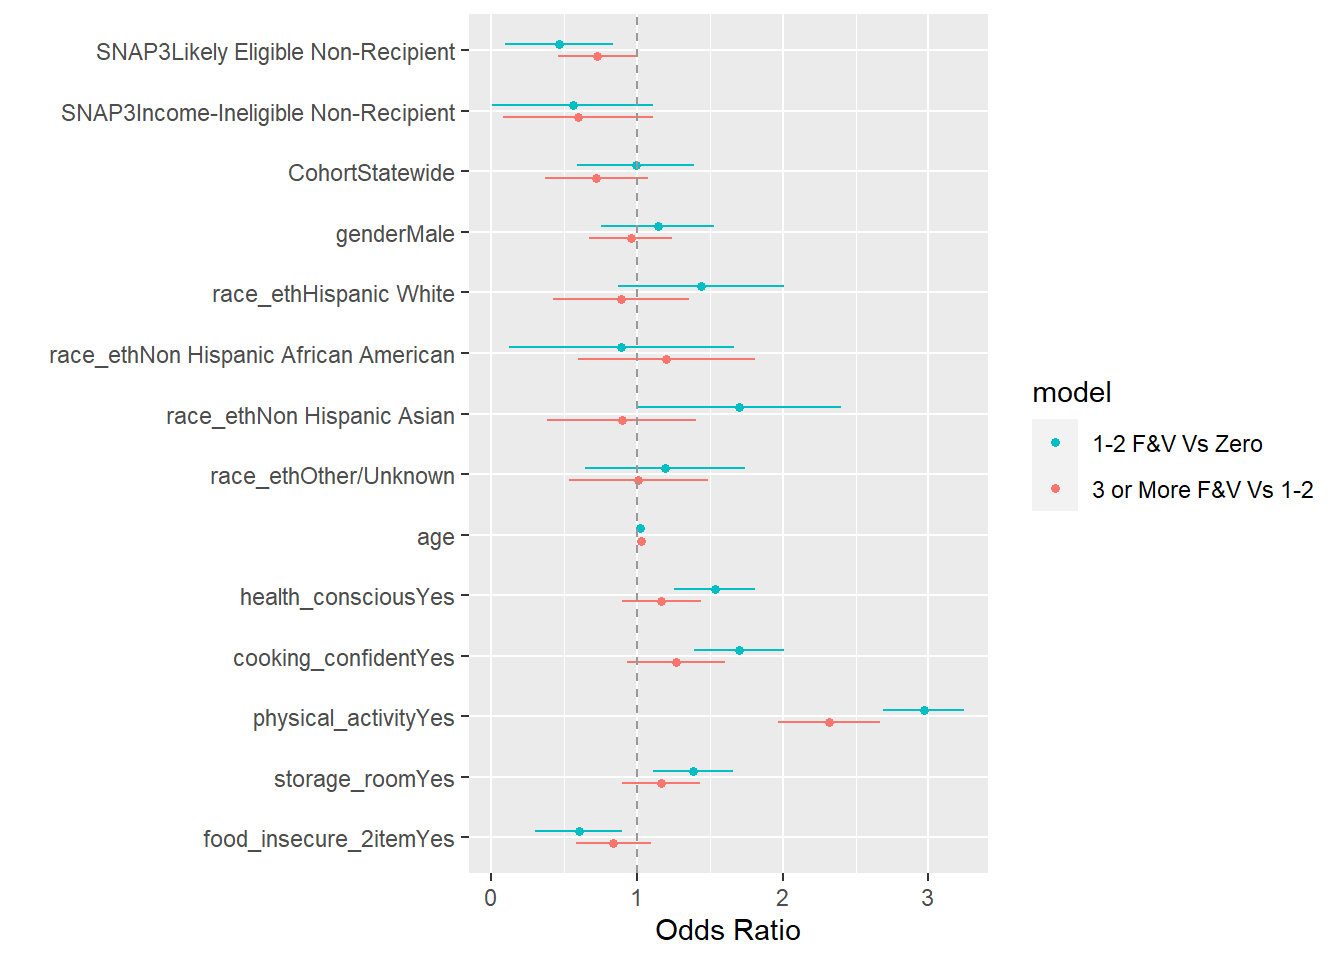 SNAP3Likely Eligible Non-Recipient
SNAP3Income-Ineligible Non-Recipient
CohortStatewide
genderMale
race_ethHispanic White
race_ethNon Hispanic African American
race_ethNon Hispanic Asian
race_ethOther/Unknown
age
health_consciousYes
cooking_confidentYes
physical_activityYes
storage_roomYes
food_insecure_2itemYes
0 1 2 3
Odds Ratio
model
1-2 F&V Vs Zero
3 or More F&V Vs 1-2